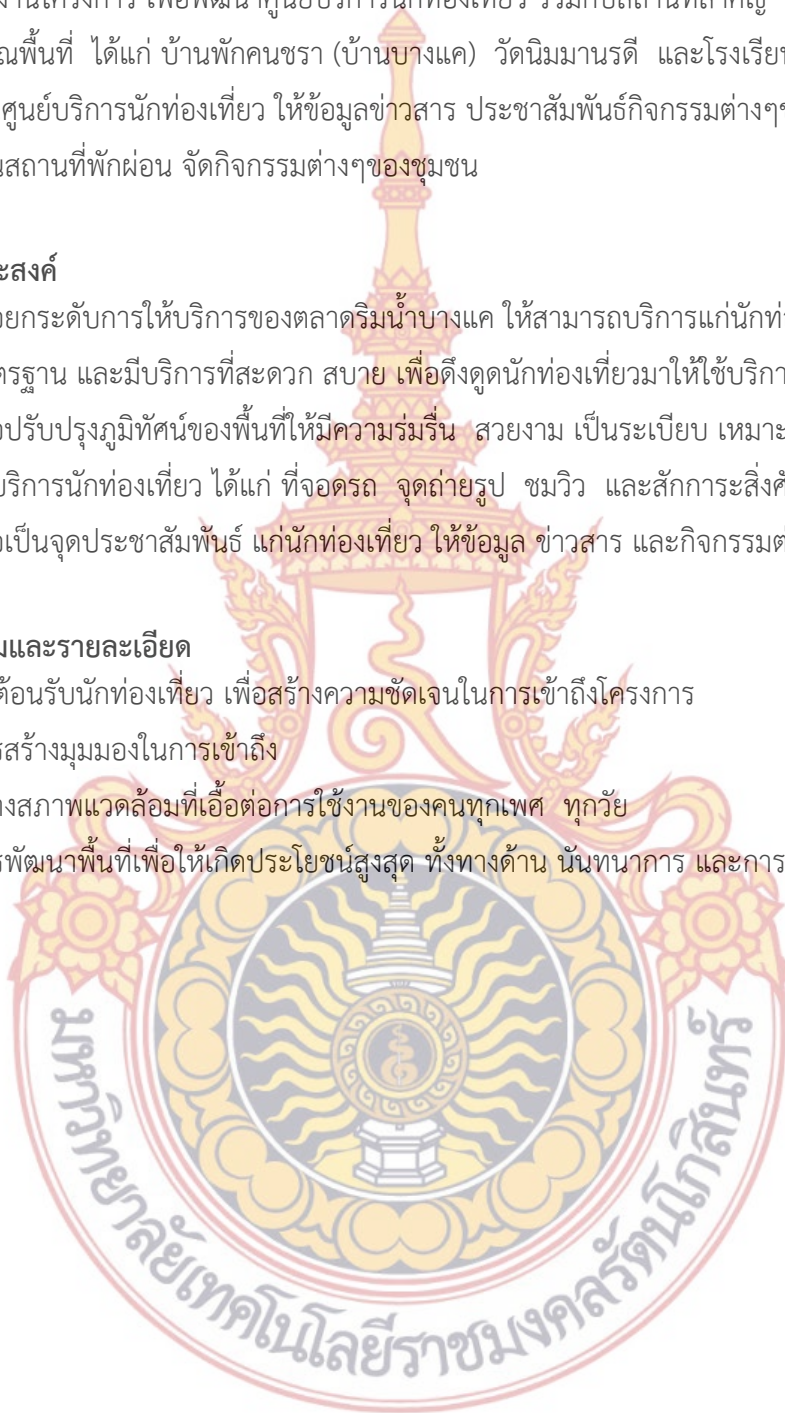 งานโครงการ เพื่อพัฒนาศูนย์บริการนักท่องเที่ยว ร่วมกับสถานที่สำคัญ
ณพื้นที่ ได้แก่ บ้านพักคนชรา (บ้านบางแค) วัดนิมมานรดี และโรงเรียน
ศูนย์บริการนักท่องเที่ยว ให้ข้อมูลข่าวสาร ประชาสัมพันธ์กิจกรรมต่างๆข
นสถานที่พักผ่อน จัดกิจกรรมต่างๆของชุมชน
ะสงค์
อยกระดับการให้บริการของตลาดริมน้ำบางแค ให้สามารถบริการแก่นักท่
ตรฐาน และมีบริการที่สะดวก สบาย เพื่อดึงดูดนักท่องเที่ยวมาให้ใช้บริกา
อปรับปรุงภูมิทัศน์ของพื้นที่ให้มีความร่มรื่น สวยงาม เป็นระเบียบ เหมาะ
บริการนักท่องเที่ยว ได้แก่ ที่จอดรถ จุดถ่ายรูป ชมวิว และสักการะสิ่งศั
อเป็นจุดประชาสัมพันธ์ แก่นักท่องเที่ยว ให้ข้อมูล ข่าวสาร และกิจกรรมต่
มและรายละเอียด
ต้อนรับนักท่องเที่ยว เพื่อสร้างความชัดเจนในการเข้าถึงโครงการ
รสร้างมุมมองในการเข้าถึง
างสภาพแวดล้อมที่เอื้อต่อการใช้งานของคนทุกเพศ ทุกวัย
รพัฒนาพื้นที่เพื่อให้เกิดประโยชน์สูงสุด ทั้งทางด้าน นันทนาการ และการ
มหาวิทยาลัยเทคโนโลยีราชมงคลรัตนโกสินทร์